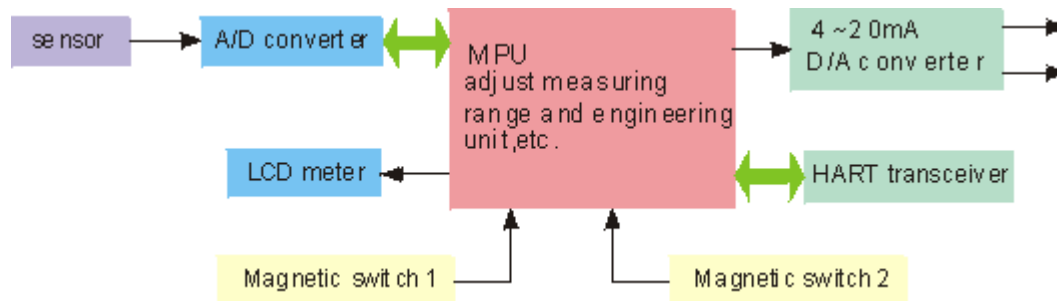 sensor
A/D converter
MPU
adjust measuring
range and engineering
unit,etc.
4 ~20mA
D/A converter
LCD meter
HART transceiver
Magnetic switch 1
Magnetic switch 2